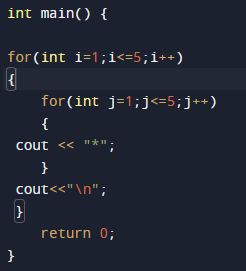 int main() {
for(int i=1;i<=5;i++)
{
for(int j=1;j<=5;j++)
{
cout << "*";
}
cout<<"\n";
}
return 0;
}